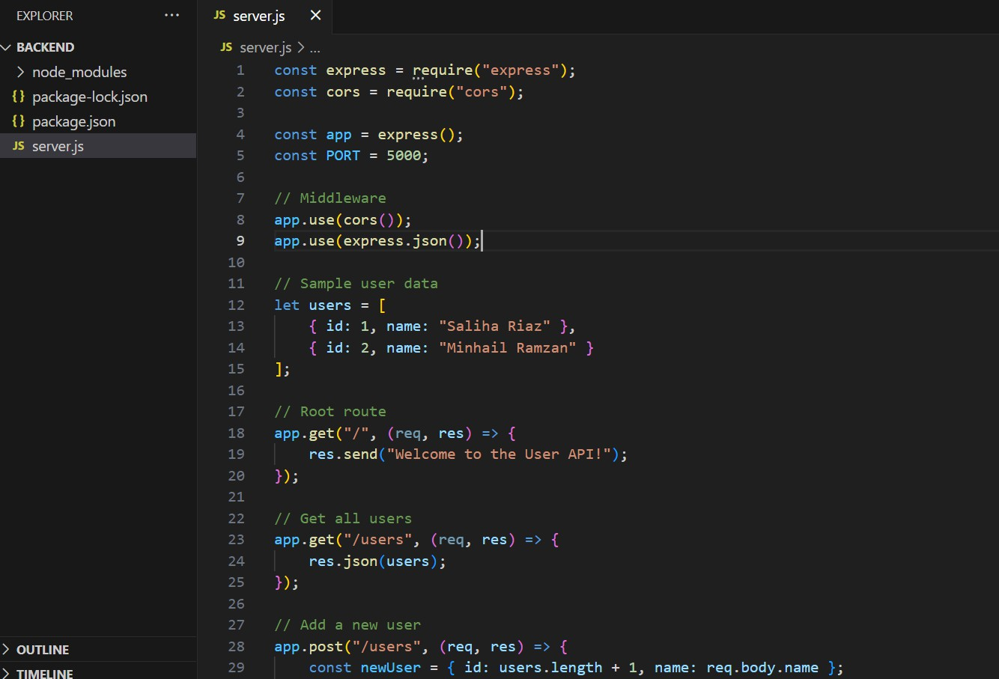 EXPLORER ...
BACKEND
node_modules
{} package-lock.json
{} package.json
JS server.js
OUTLINE
TIMELINE
JS server.js
JS server.js > ...
1 const express = require("express");
2 const cors = require("cors");
3
4 const app = express();
5 const PORT = 5000;
6
7 // Middleware
8 app.use(cors());
9 app.use(express.json());
10
11 // Sample user data
12 let users = [
13     { id: 1, name: "Saliha Riaz" },
14     { id: 2, name: "Minhail Ramzan" }
15 ];
16
17 // Root route
18 app.get("/", (req, res) => {
19     res.send("Welcome to the User API!");
20 });
21
22 // Get all users
23 app.get("/users", (req, res) => {
24     res.json(users);
25 });
26
27 // Add a new user
28 app.post("/users", (req, res) => {
29     const newUser = { id: users.length + 1, name: req.body.name };